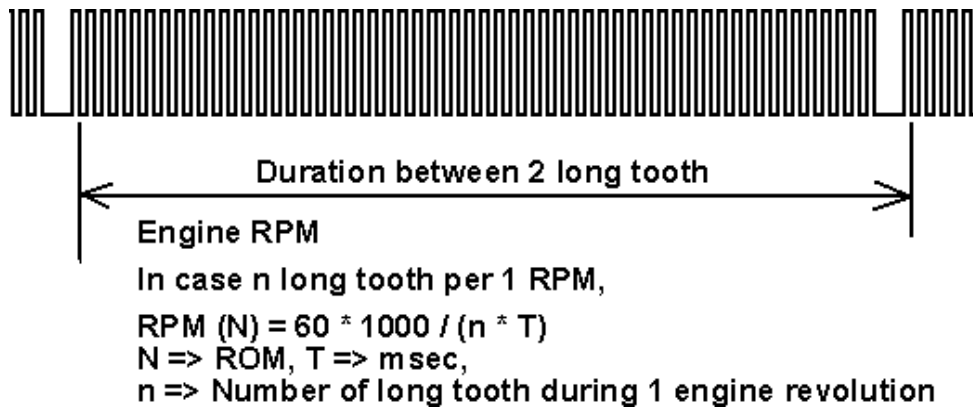 Duration between 2 long tooth
Engine RPM
In case n long tooth per 1 RPM,
RPM (N) = 60 * 1000 / (n * T)
N => ROM, T => msec,
n => Number of long tooth during 1 engine revolution